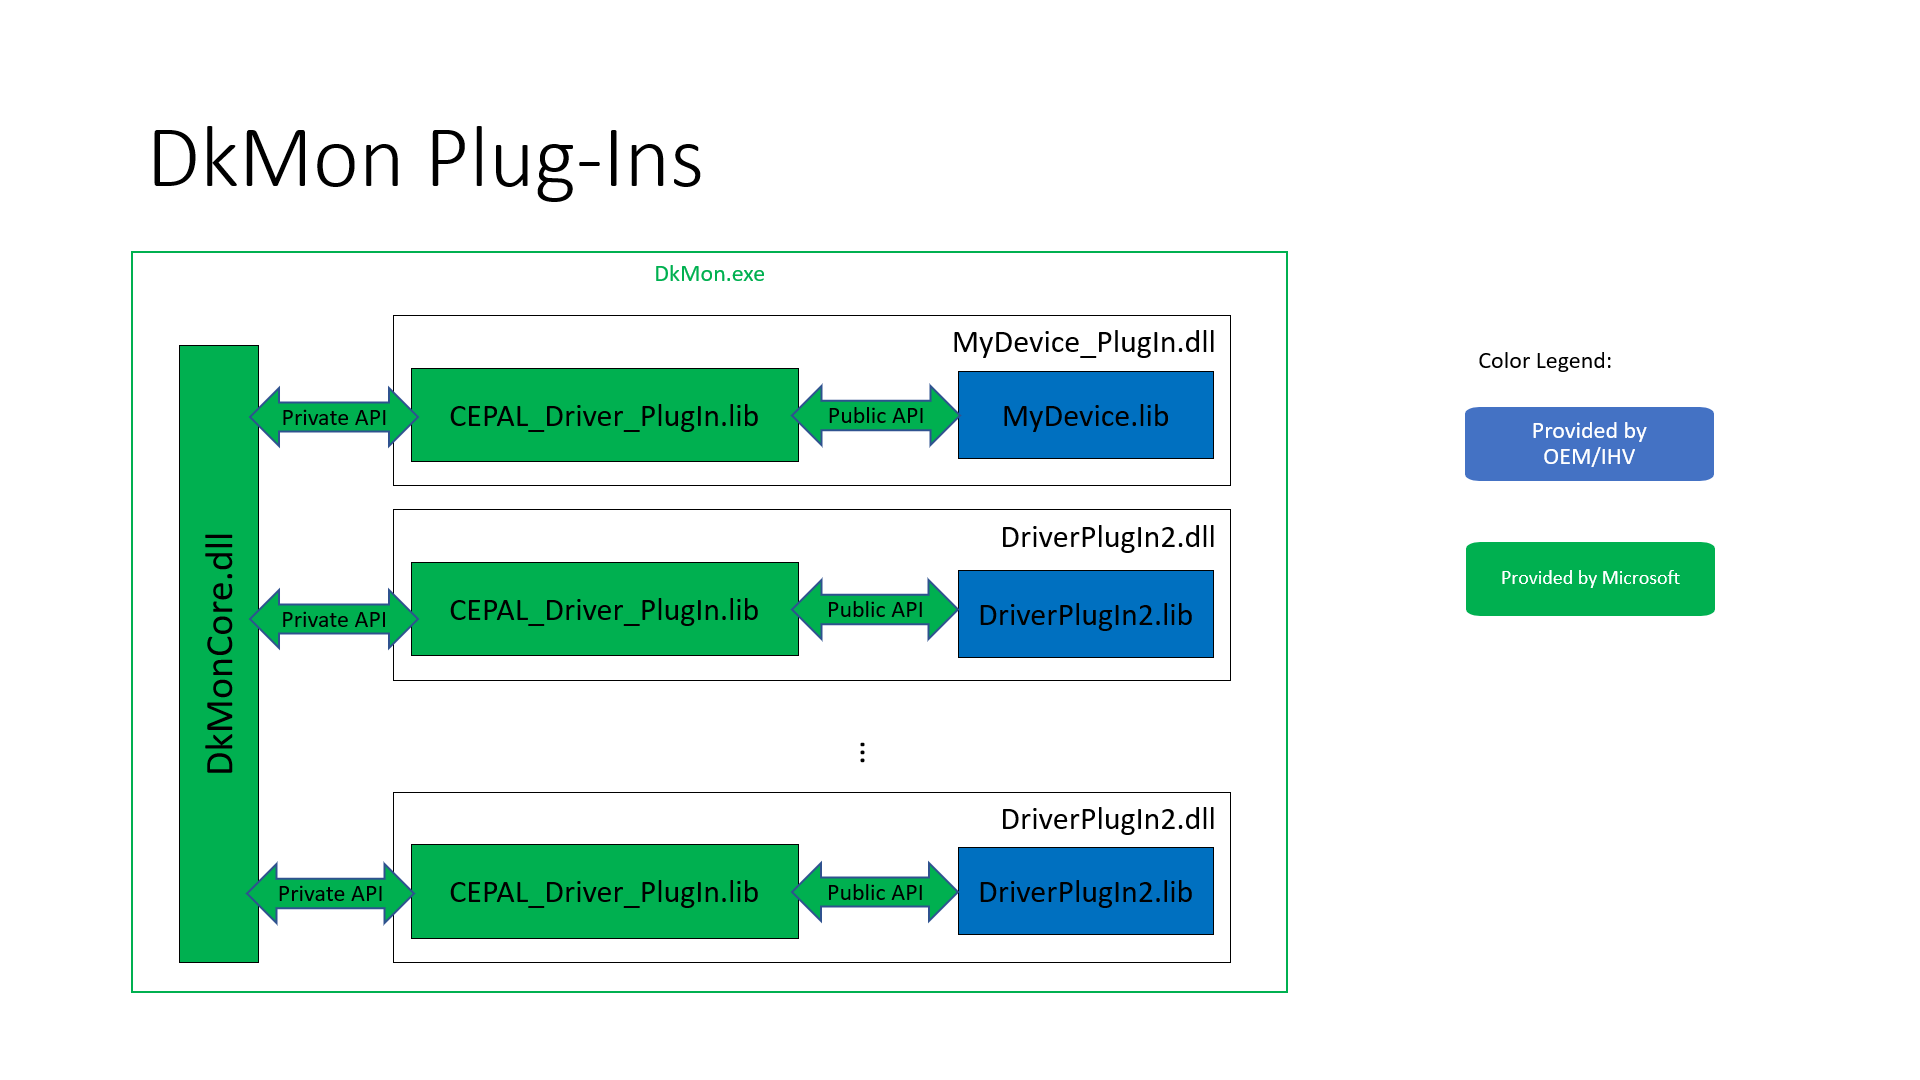 DkMon Plug-Ins
DkMon.exe
MyDevice_PlugIn.dll
Private API
CEPAL_Driver_PlugIn.lib
Public API
MyDevice.lib
DriverPlugIn2.dll
Private API
CEPAL_Driver_PlugIn.lib
Public API
DriverPlugIn2.lib
DkMonCore.dll
...
DriverPlugIn2.dll
Private API
CEPAL_Driver_PlugIn.lib
Public API
DriverPlugIn2.lib
Color Legend:
Provided by
OEM/IHV
Provided by Microsoft